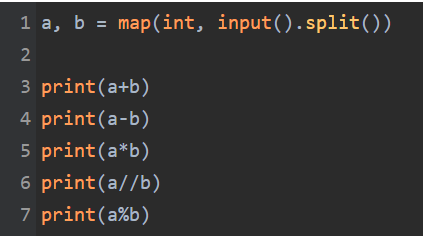 1 a, b = map(int, input().split())
2
3 print(a+b)
4 print(a-b)
5 print(a*b)
6 print(a//b)
7 print(a%b)